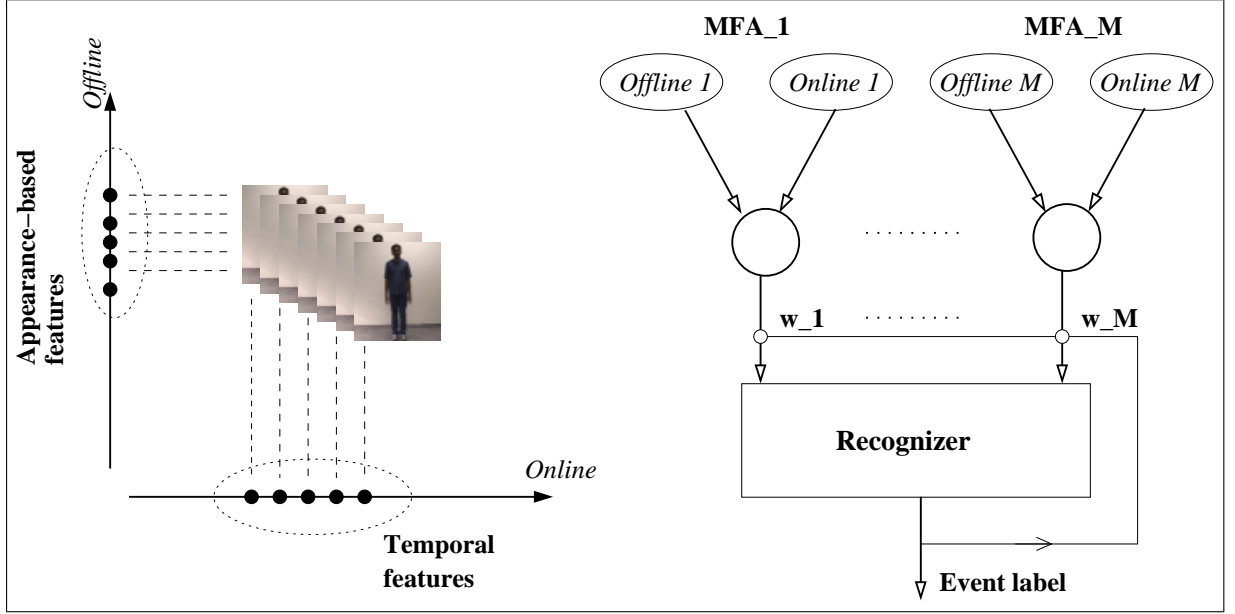 Offline
Appearance–based
features
Online
Temporal
features
MFA_1
MFA_M
Offline 1
Online 1
Offline M
Online M
w_1
w_M
Recognizer
Event label